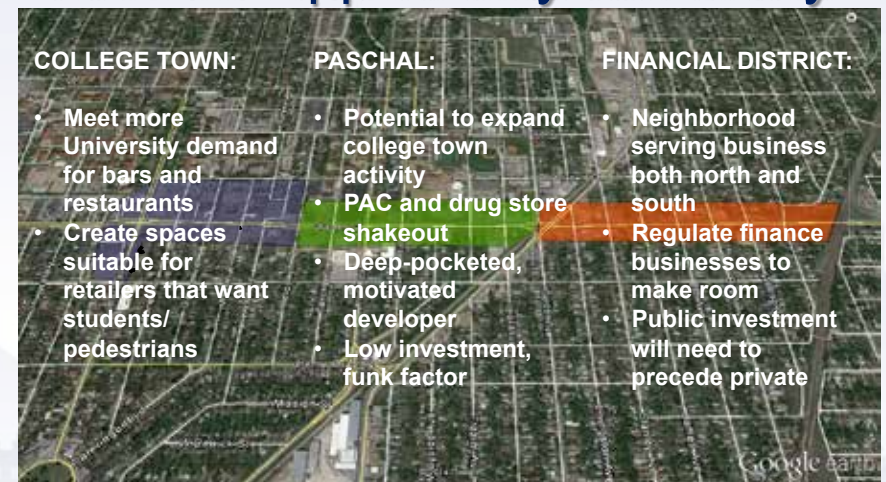 COLLEGE TOWN:
• Meet more
University demand
for bars and
restaurants
• Create spaces
suitable for
retailers that want
students/
pedestrians
PASCHAL:
• Potential to expand
college town
activity
• PAC and drug store
shakeout
• Deep-pocketed,
motivated
developer
• Low investment,
funk factor
FINANCIAL DISTRICT:
• Neighborhood
serving business
both north and
south
• Regulate finance
businesses to
make room
• Public investment
will need to
precede private
Google earth